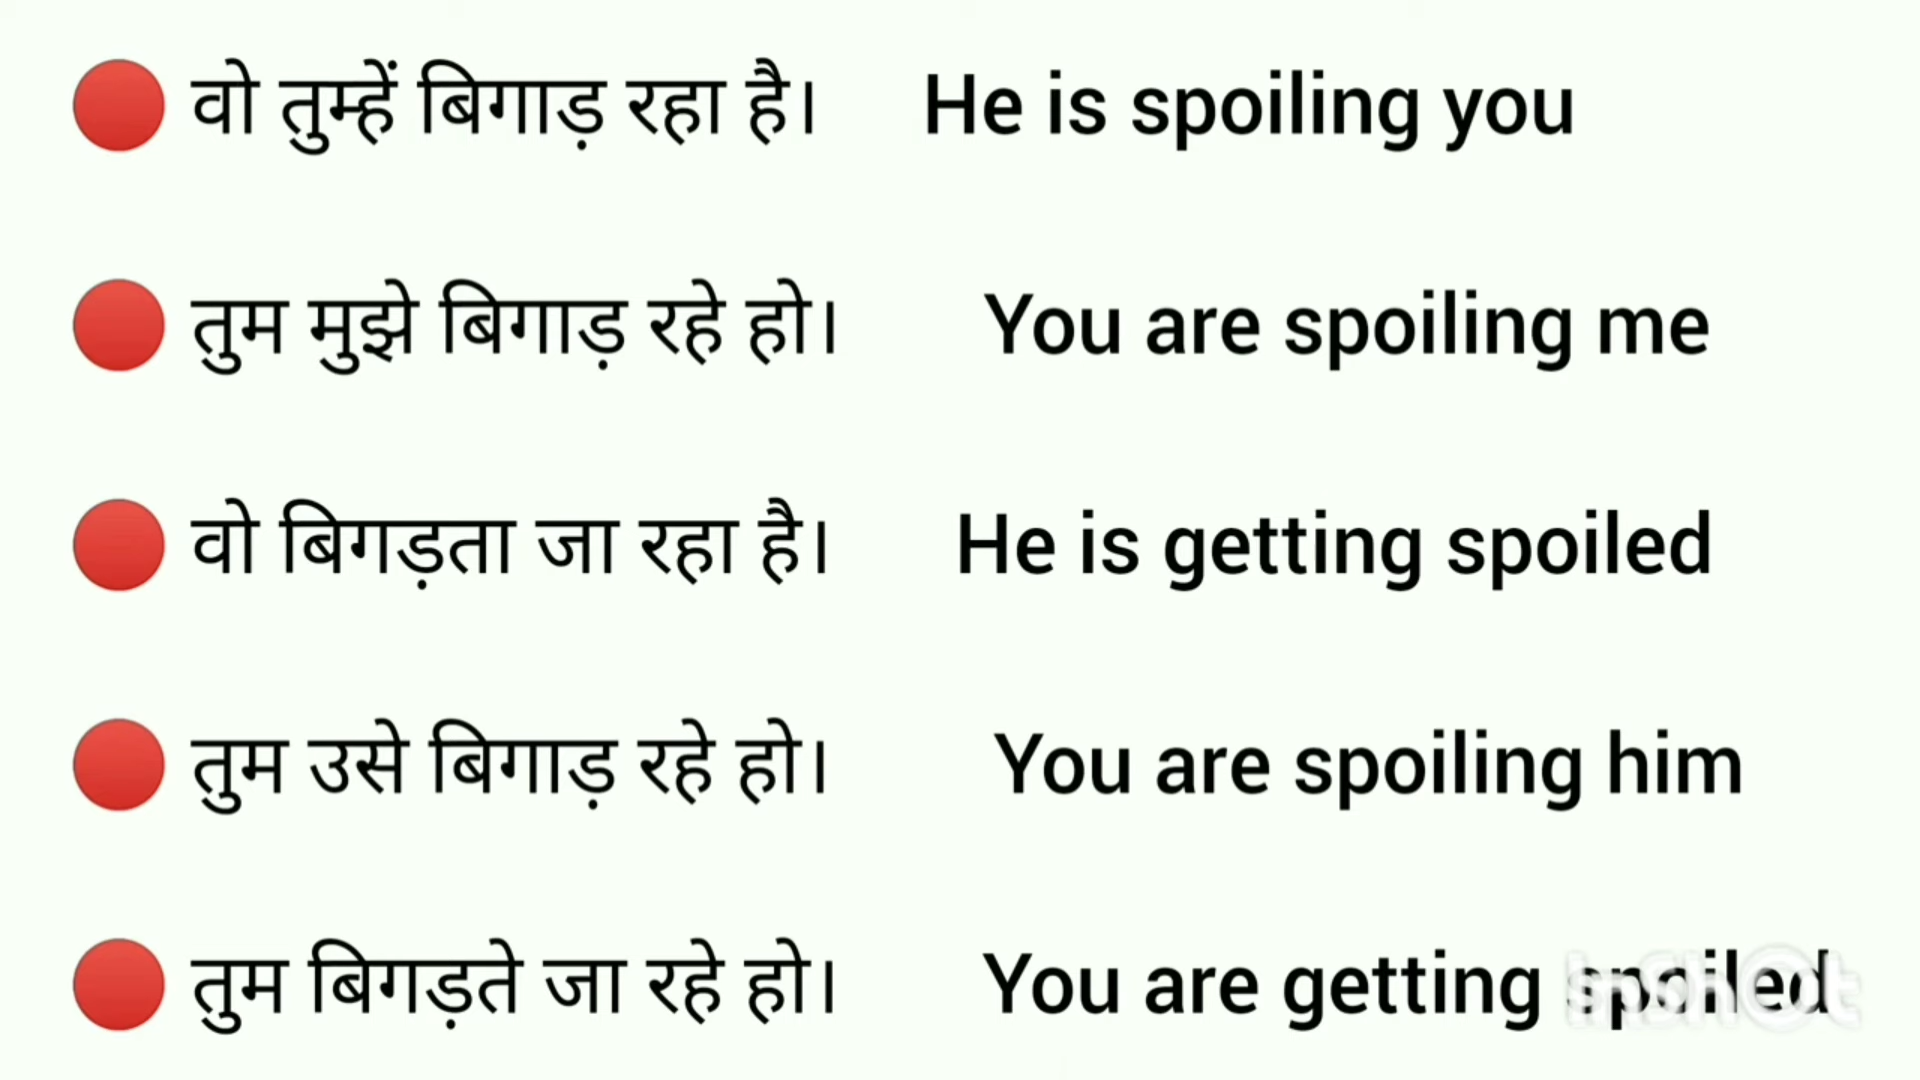 वो तुम्हें बिगाड़ रहा है। He is spoiling you
तुम मुझे बिगाड़ रहे हो। You are spoiling me
वो बिगड़ता जा रहा है। He is getting spoiled
तुम उसे बिगाड़ रहे हो। You are spoiling him
तुम बिगड़ते जा रहे हो। You are getting spoiled
InShOt